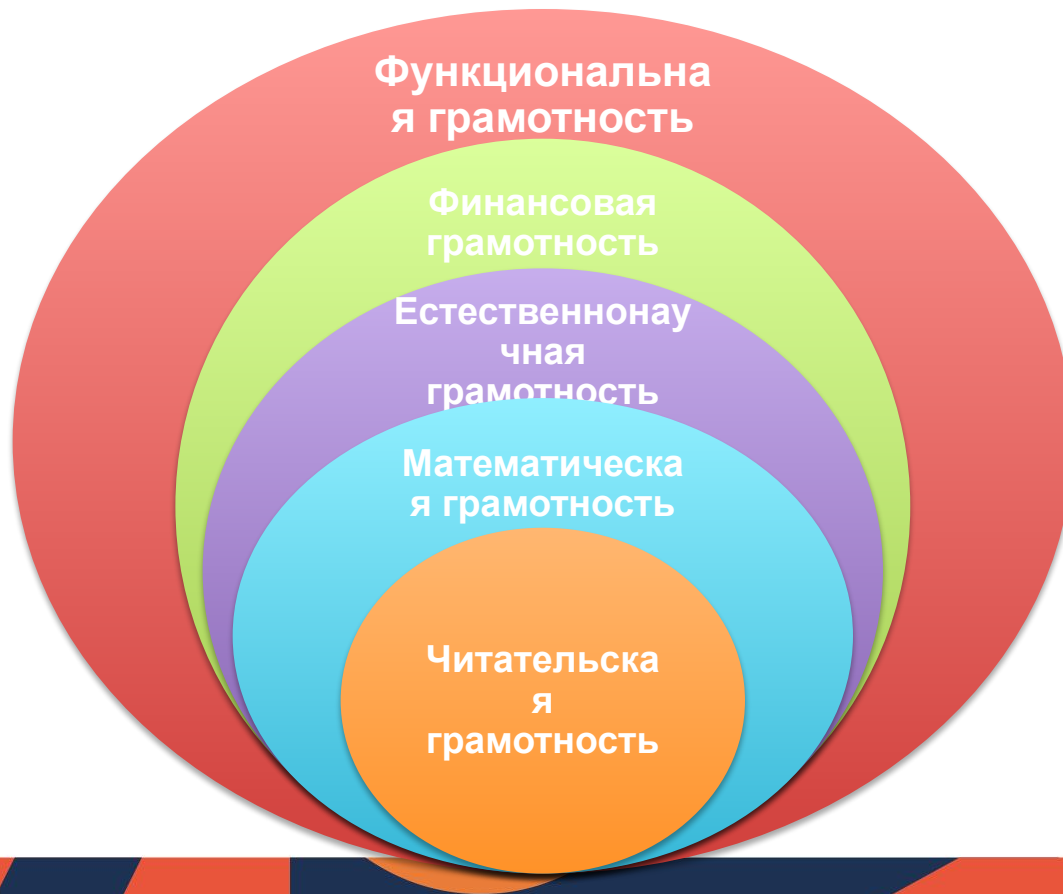 Функциональна
я грамотность
Финансовая
грамотность
Естественнонау
чная
грамотность
Математическа
я грамотность
Читательска
я
грамотность